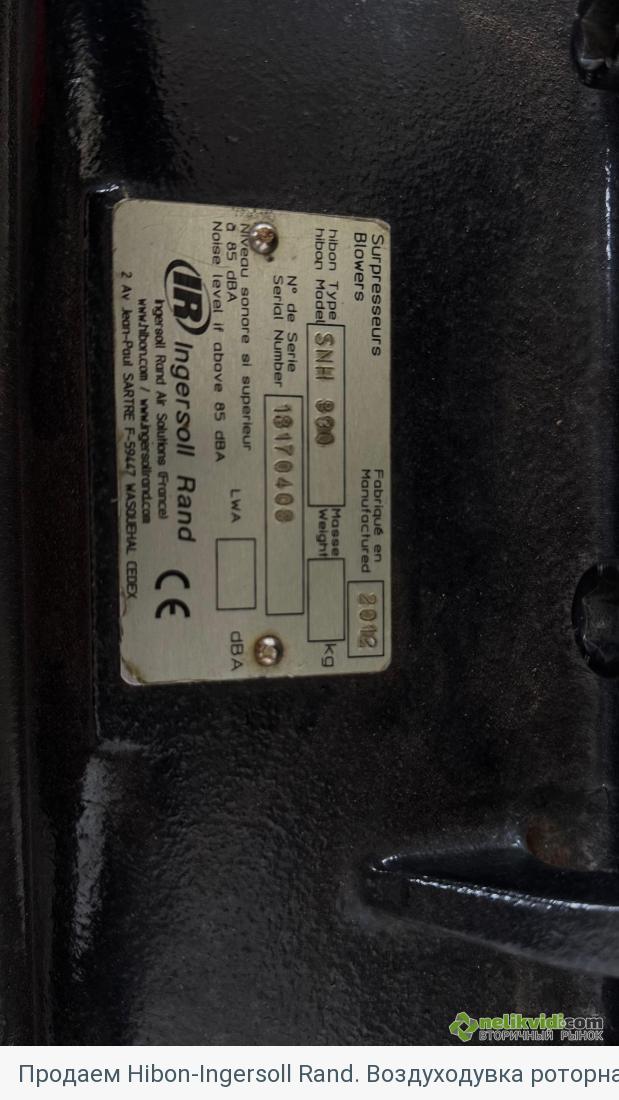 Surpresseurs
Blowers
Fabriqué en
Manufactured
2012
hibon Type
hibon Model
SNH
Masse
Weight
kg
N° de Serie
Serial Number
Niveau sonore si superieur
à 85 dBA
Noise level if above 85 dBA
LWA
dBA
IR Ingersoll Rand
CE
Ingersoll Rand Air Solutions (France)
www.hibon.com / www.ingersollrand.com
2 Av Jean-Paul SARTRE F-59447 WASQUEHAL CEDEX
nelikvidi.com
ВТОРИЧНЫЙ РЫНОК
Продаем Hibon-Ingersoll Rand. Воздуходувка роторна